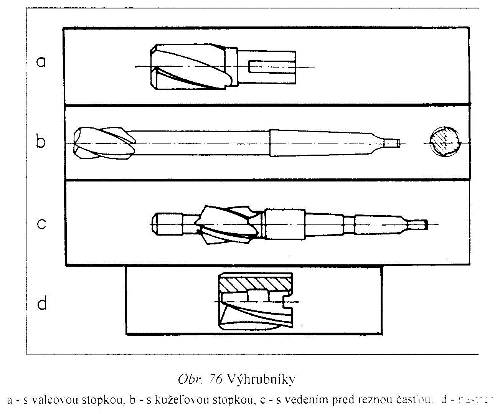 a
b
c
d
Obr. 76 Výhrubníky
a - s valcovou stopkou, b - s kužeľovou stopkou, c - s vedením pred reznou časťou, d -